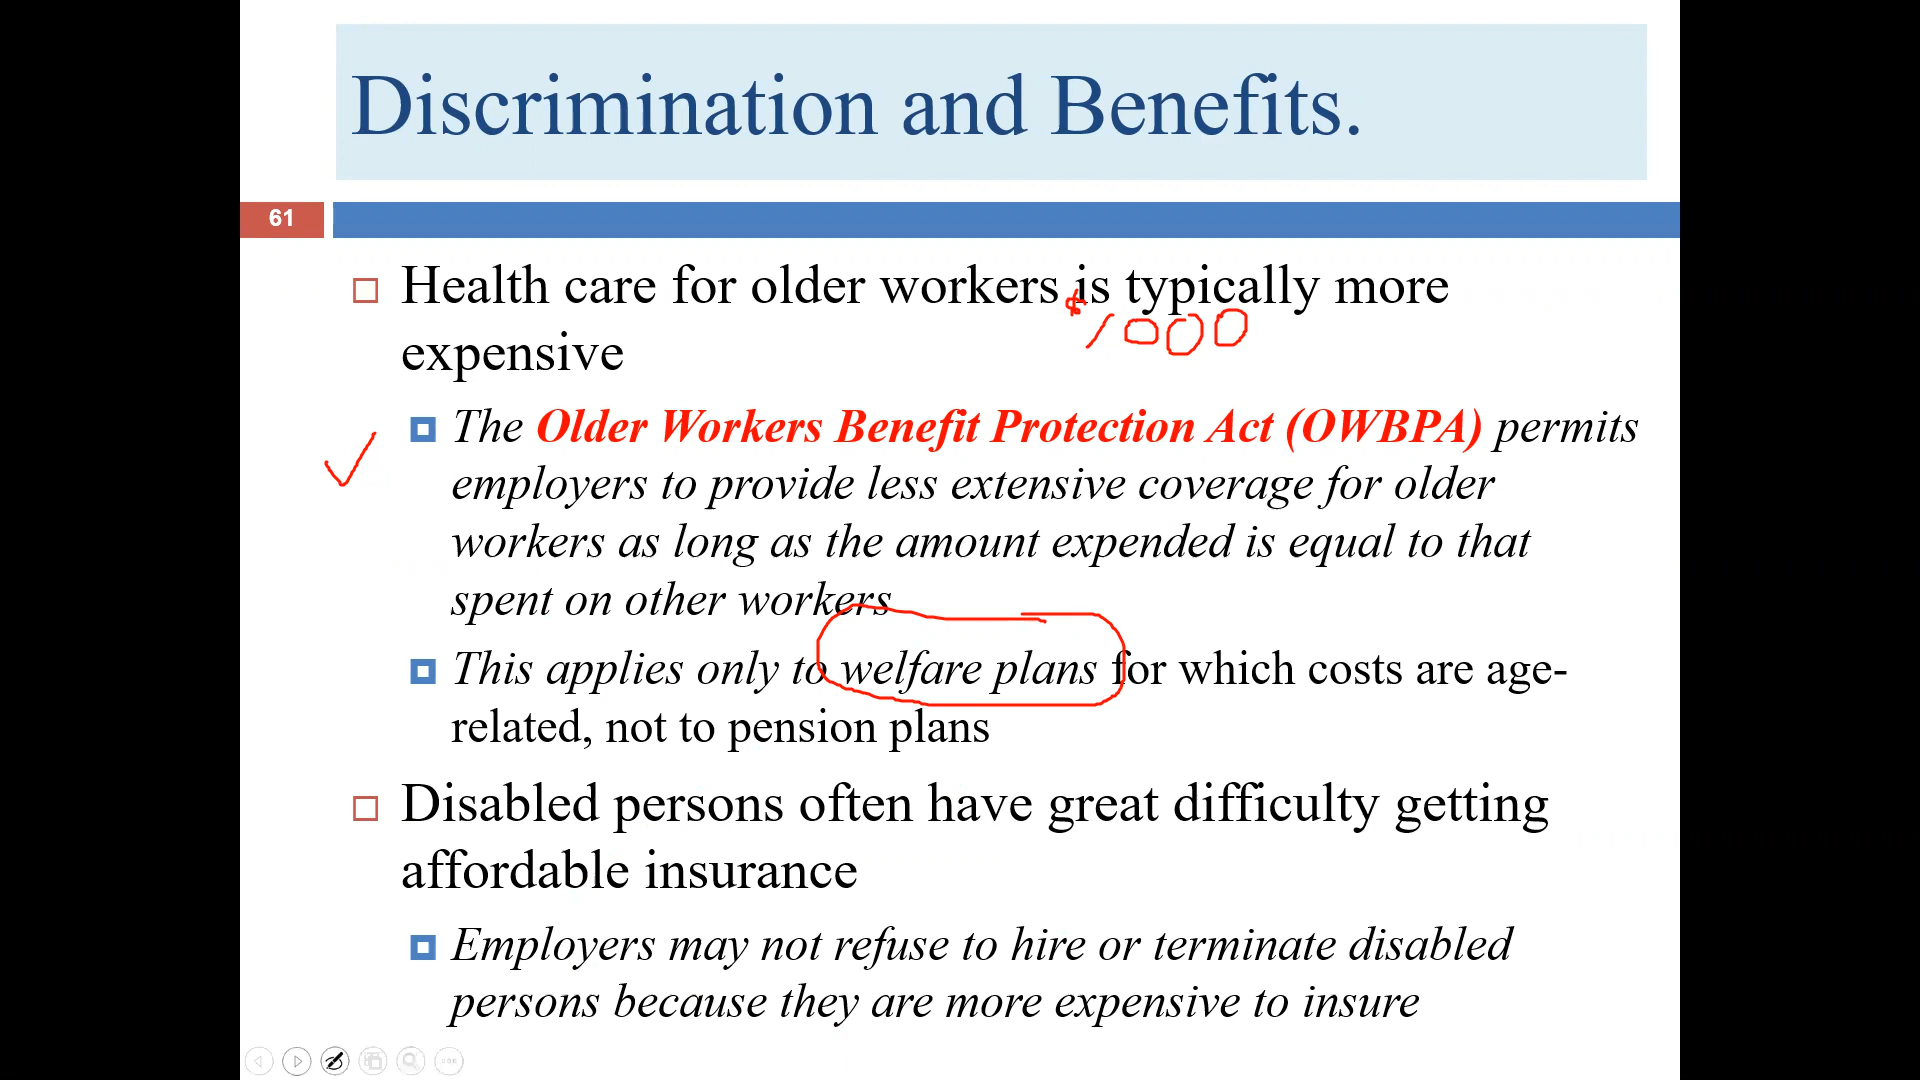 Discrimination and Benefits.
61
Health care for older workers is typically more
$1000
expensive
The Older Workers Benefit Protection Act (OWBPA) permits
employers to provide less extensive coverage for older
workers as long as the amount expended is equal to that
spent on other workers
This applies only to welfare plans for which costs are age-
related, not to pension plans
Disabled persons often have great difficulty getting
affordable insurance
Employers may not refuse to hire or terminate disabled
persons because they are more expensive to insure